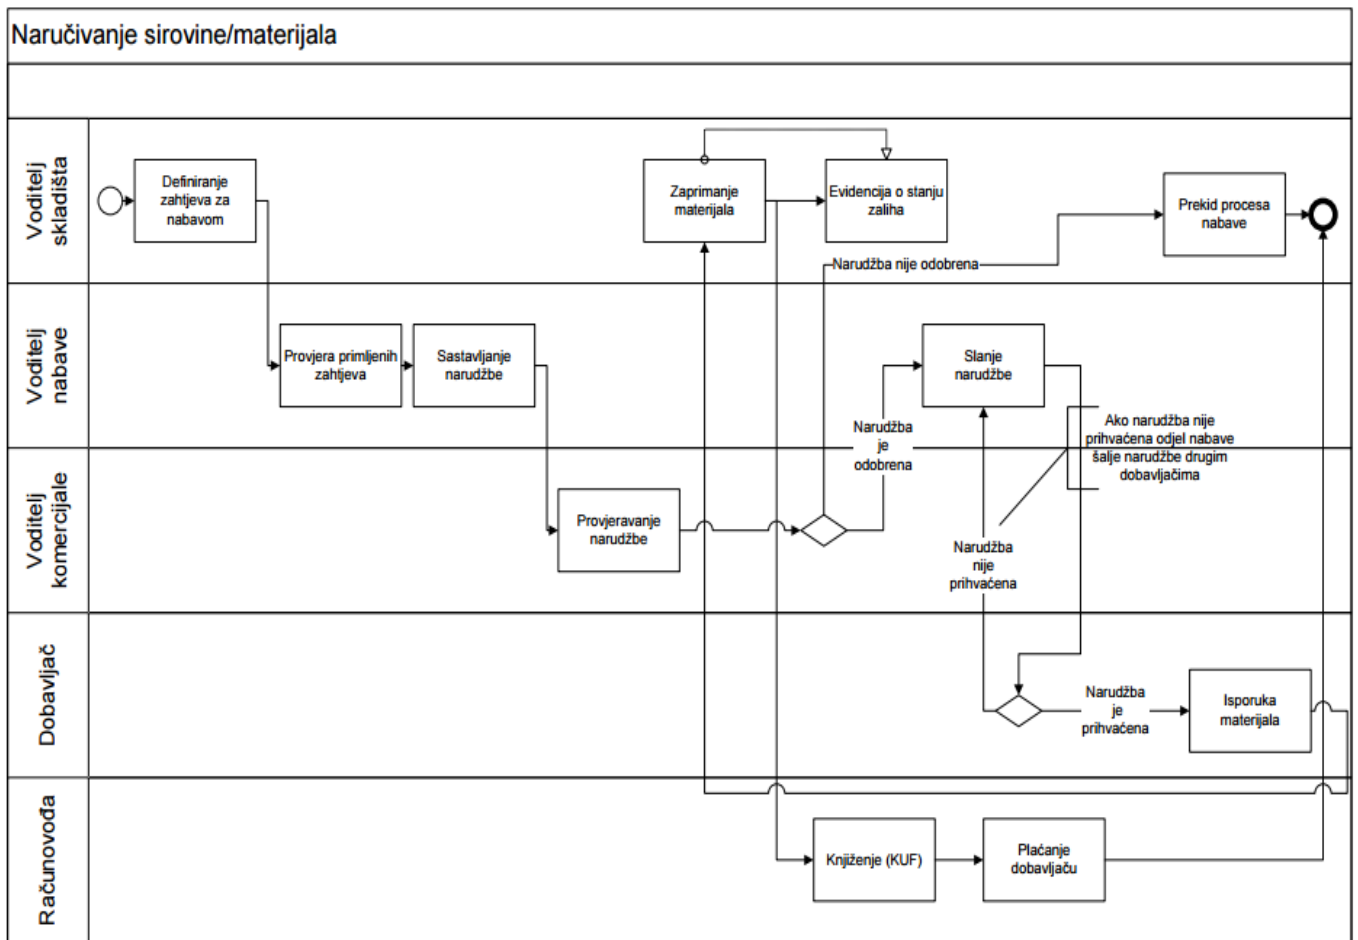 Naručivanje sirovine/materijala
Voditelj
skladišta
Definiranje
zahtjeva za
nabavom
Zaprimanje
materijala
Evidencija o stanju
zaliha
Prekid procesa
nabave
Narudžba nije odobrena
Voditelj
nabave
Provjera primljenih
zahtjeva
Sastavljanje
narudžbe
Slanje
narudžbe
Narudžba
je
odobrena
Ako narudžba nije
prihvaćena odjel nabave
šalje narudžbe drugim
dobavljačima
Voditelj
komercijale
Provjeravanje
narudžbe
Narudžba
nije
prihvaćena
Dobavljač
Narudžba
je
prihvaćena
Isporuka
materijala
Računovođa
Knjiženje (KUF)
Plaćanje
dobavljaču